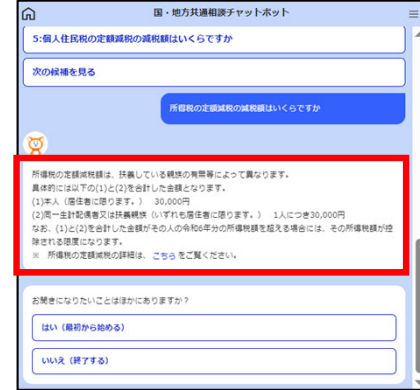 国・地方共通相談チャットボット
5:個人住民税の定額減税の減税額はいくらですか
次の候補を見る
所得税の定額減税の減税額はいくらですか
所得税の定額減税額は、扶養している親族の有無等によって異なります。
具体的には以下の(1)と(2)を合計した金額となります。
(1)本人（居住者に限ります。） 30,000円
(2)同一生計配偶者又は扶養親族（いずれも居住者に限ります。） 1人につき30,000円
なお、(1)と(2)を合計した金額がその人の令和6年分の所得税額を超える場合には、その所得税額が控
除される限度になります。
※ 所得税の定額減税の詳細は、こちらをご覧ください。
お聞きになりたいことはほかにありますか？
はい（最初から始める）
いいえ（終了する）